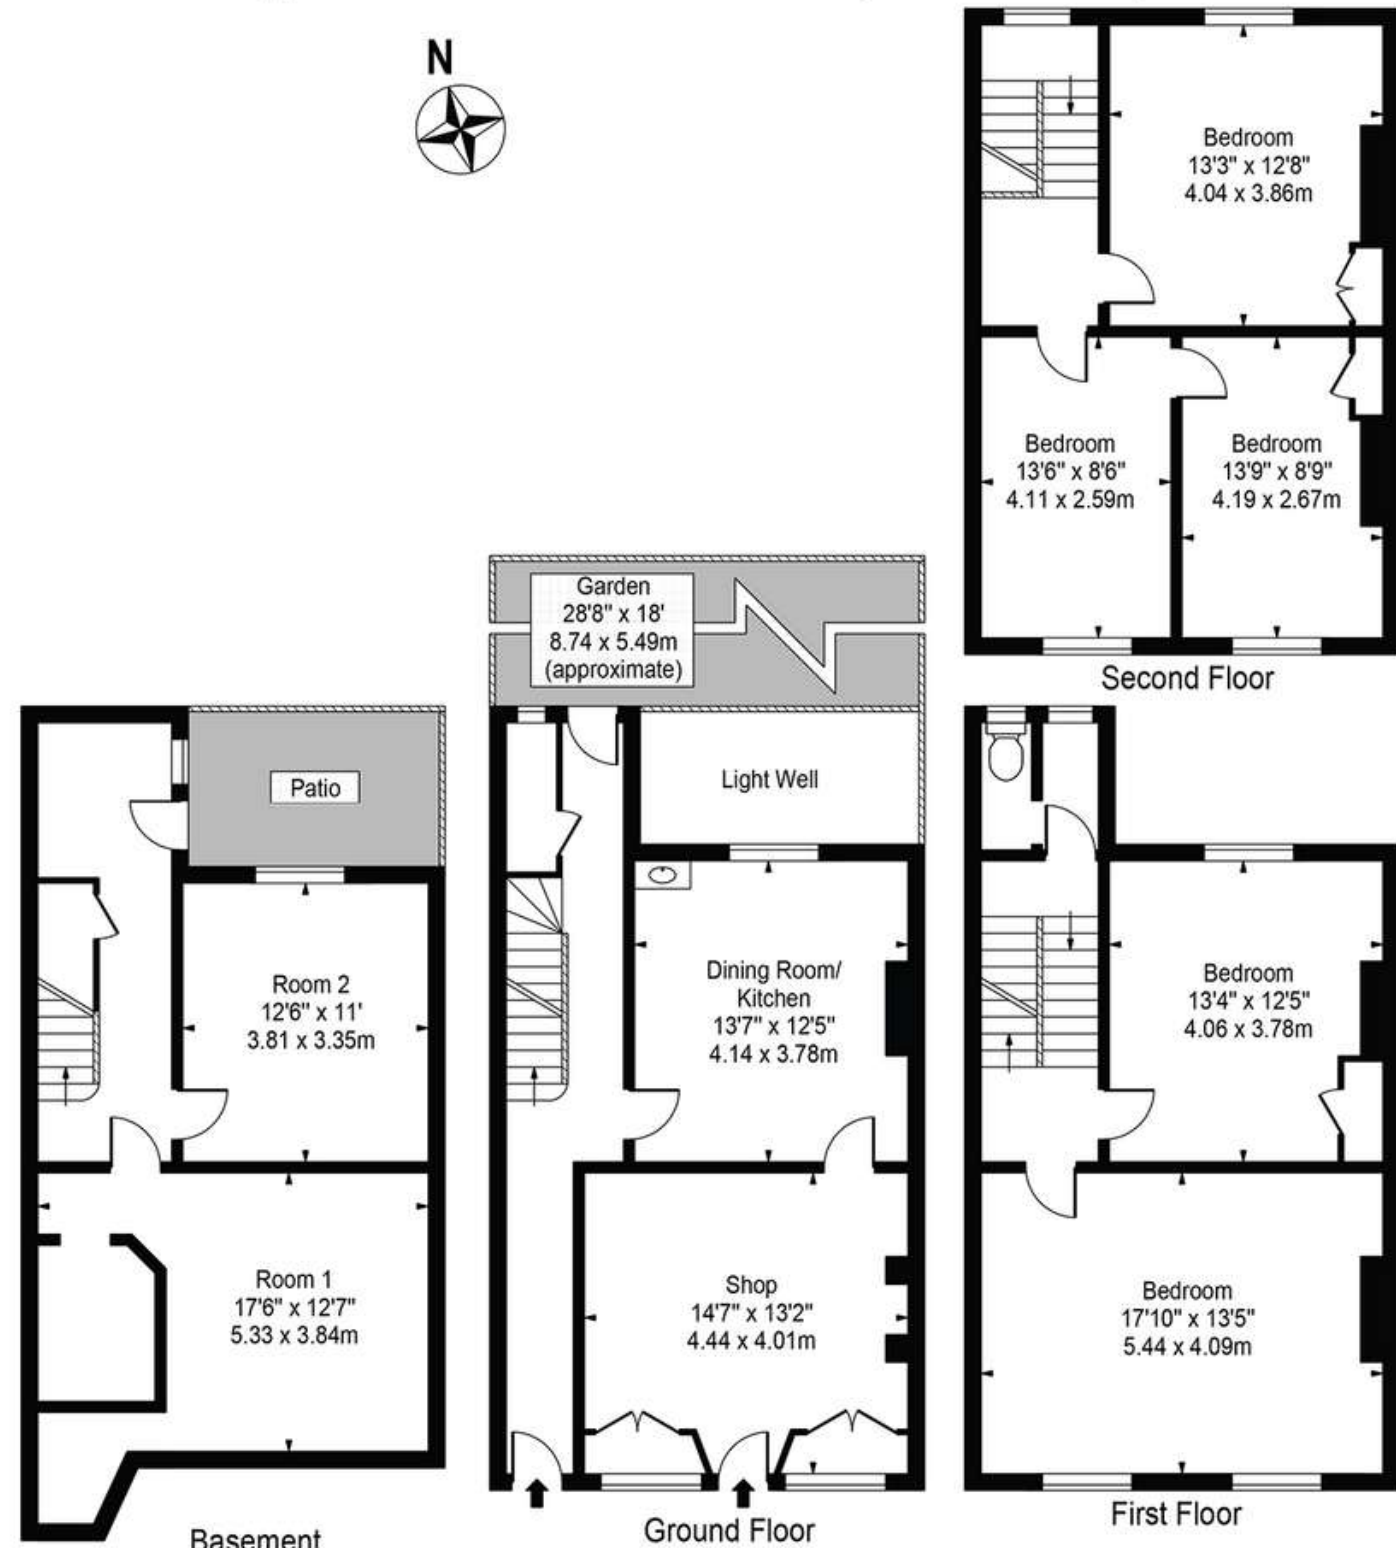 N
Bedroom
13'3" x 12'8"
4.04 x 3.86m
Bedroom
13'6" x 8'6"
4.11 x 2.59m
Bedroom
13'9" x 8'9"
4.19 x 2.67m
Second Floor
Garden
28'8" x 18'
8.74 x 5.49m
(approximate)
Patio
Room 2
12'6" x 11'
3.81 x 3.35m
Room 1
17'6" x 12'7"
5.33 x 3.84m
Basement
Light Well
Dining Room/
Kitchen
13'7" x 12'5"
4.14 x 3.78m
Shop
14'7" x 13'2"
4.44 x 4.01m
Ground Floor
Bedroom
13'4" x 12'5"
4.06 x 3.78m
Bedroom
17'10" x 13'5"
5.44 x 4.09m
First Floor